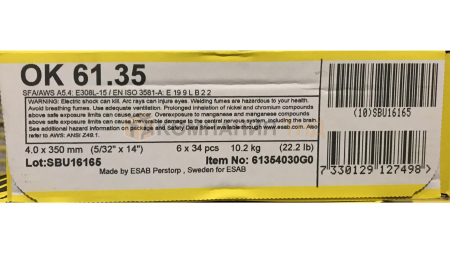 OK 61.35
SFA/AWS A5.4: E308L-15 / EN ISO 3581-A: E 19 9 L B 2 2
WARNING: Electric shock can kill. Arc rays can injure eyes. Welding fumes are hazardous to your health.
Avoid breathing fumes. Use adequate ventilation. Prolonged inhalation of nickel and chromium compounds
above safe exposure limits can cause cancer. Overexposure to manganese and manganese compounds
above safe exposure limits can cause irreversible damage to the central nervous system, including the brain.
See additional hazard information on and Safety Data Sheet available at www.esab.com. Also
refer to AWS: ANSI Z49.1.
4.0 x 350 mm (5/32" x 14") 6 x 34 pcs 10.2 kg (22.2 lb)
Lot:SBU16165 Item No: 61354030G0
Made by ESAB Perstorp , Sweden for ESAB
(10)SBU16165
7 330129 127498 >